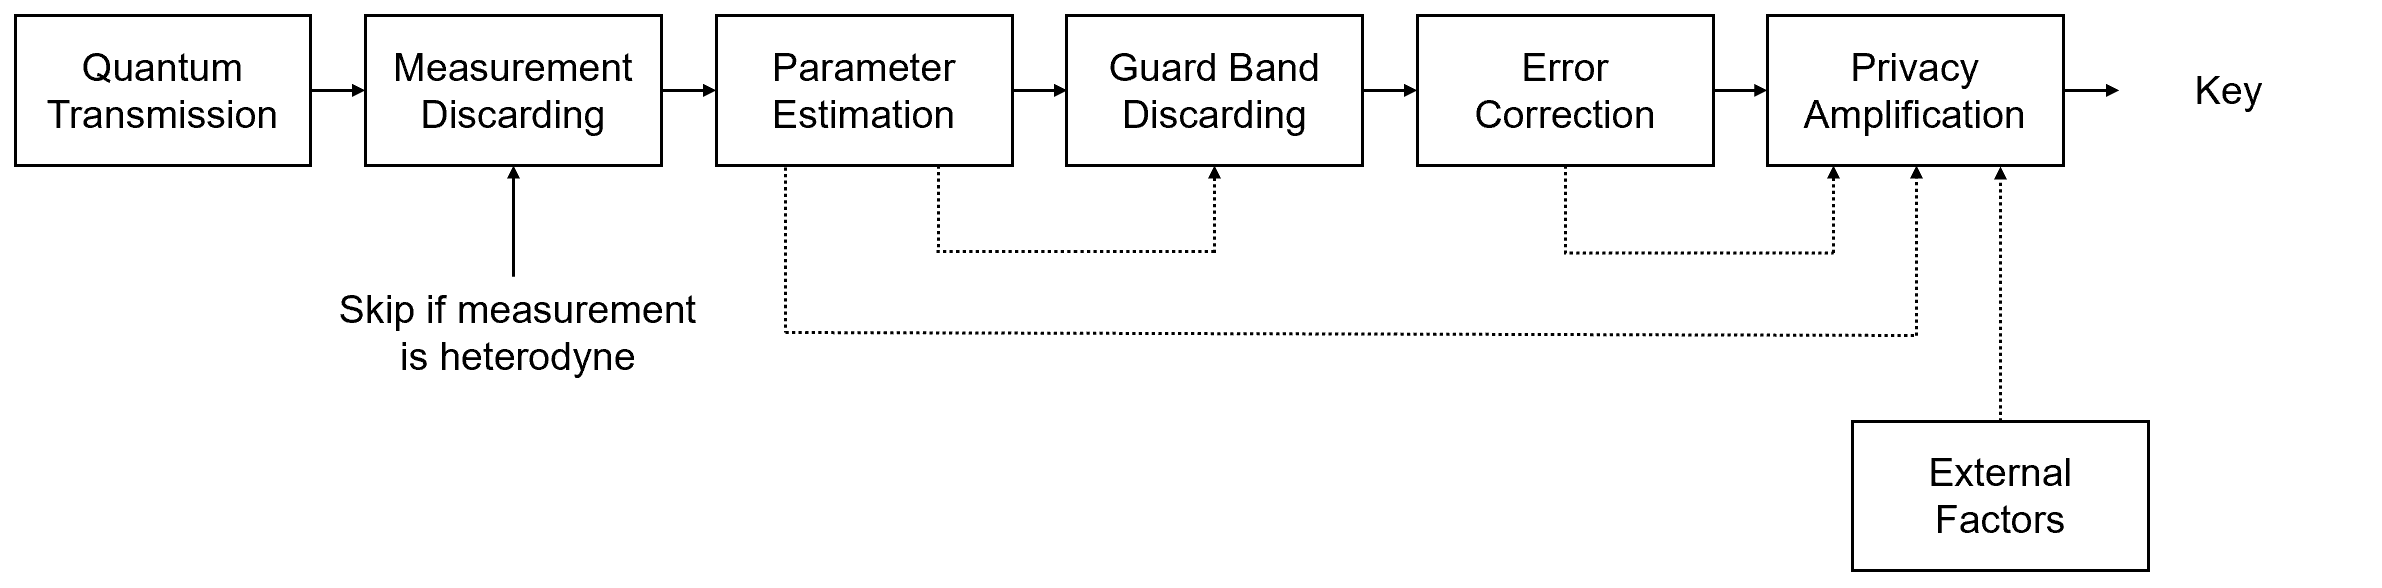 Quantum
Transmission
Measurement
Discarding
Parameter
Estimation
Guard Band
Discarding
Error
Correction
Privacy
Amplification
Key
Skip if measurement
is heterodyne
External
Factors